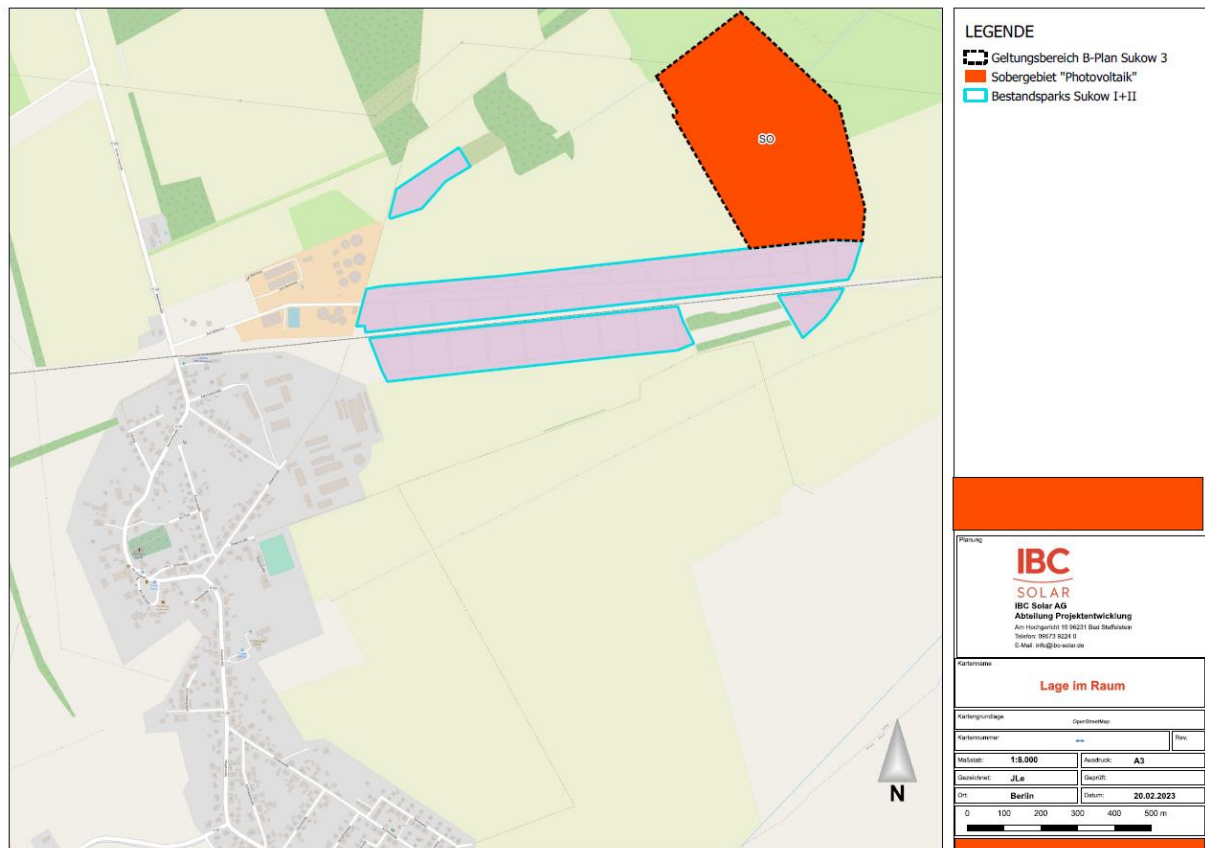 SO
N
LEGENDE
Geltungsbereich B-Plan Sukow 3
Sobergebiet "Photovoltaik"
Bestandsparks Sukow I+II
Planung
IBC
SOLAR
IBC Solar AG
Abteilung Projektentwicklung
Am Hochgericht 10 96231 Bad Staffelstein
Telefon: 09573 9224 0
E-Mail: info@ibc-solar.de
Kartenname
Lage im Raum
Kartengrundlage OpenStreetMap
Kartennummer -- Rev.
Maßstab: 1:8.000 Ausdruck: A3
Gezeichnet: JLe Geprüft:
Ort: Berlin Datum: 20.02.2023
0 100 200 300 400 500 m